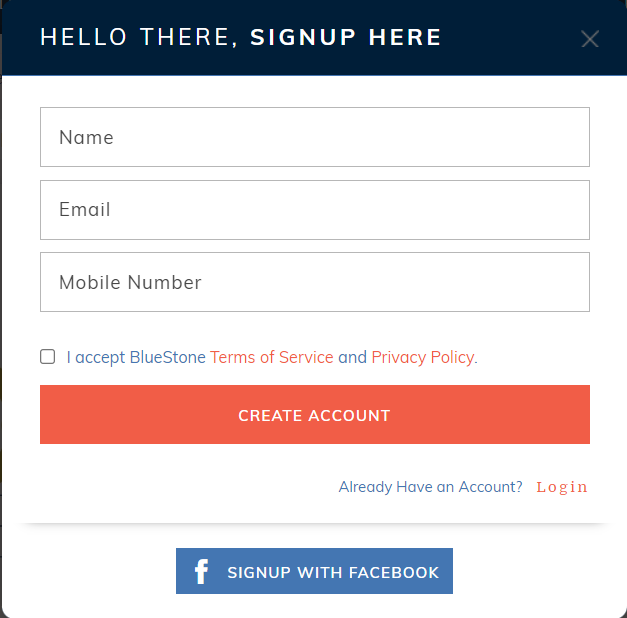 HELLO THERE, SIGNUP HERE
Name
Email
Mobile Number
I accept BlueStone Terms of Service and Privacy Policy.
CREATE ACCOUNT
Already Have an Account? Login
SIGNUP WITH FACEBOOK